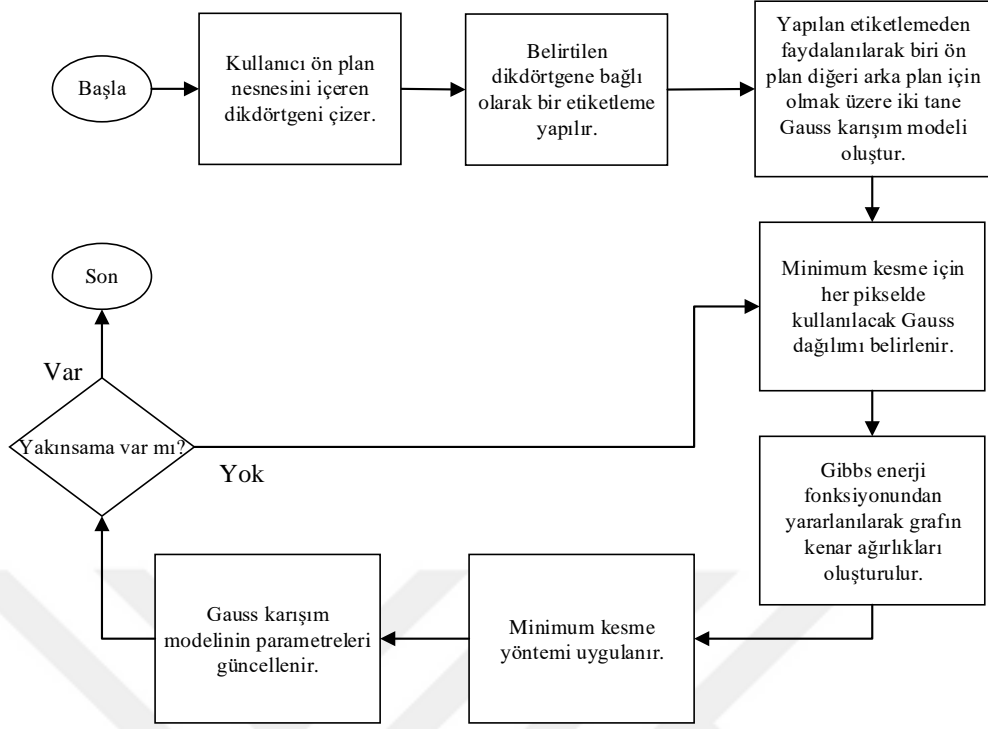 Başla
Kullanıcı ön plan
nesnesini içeren
dikdörtgeni çizer.
Belirtilen
dikdörtgene bağlı
olarak bir etiketleme
yapılır.
Yapılan etiketlemeden
faydalanılarak biri ön
plan diğeri arka plan için
olmak üzere iki tane
Gauss karışım modeli
oluştur.
Minimum kesme için
her pikselde
kullanılacak Gauss
dağılımı belirlenir.
Gibbs enerji
fonksiyonundan
yararlanılarak grafın
kenar ağırlıkları
oluşturulur.
Minimum kesme
yöntemi uygulanır.
Gauss karışım
modelinin parametreleri
güncellenir.
Yakınsama var mı?
Yok
Var
Son